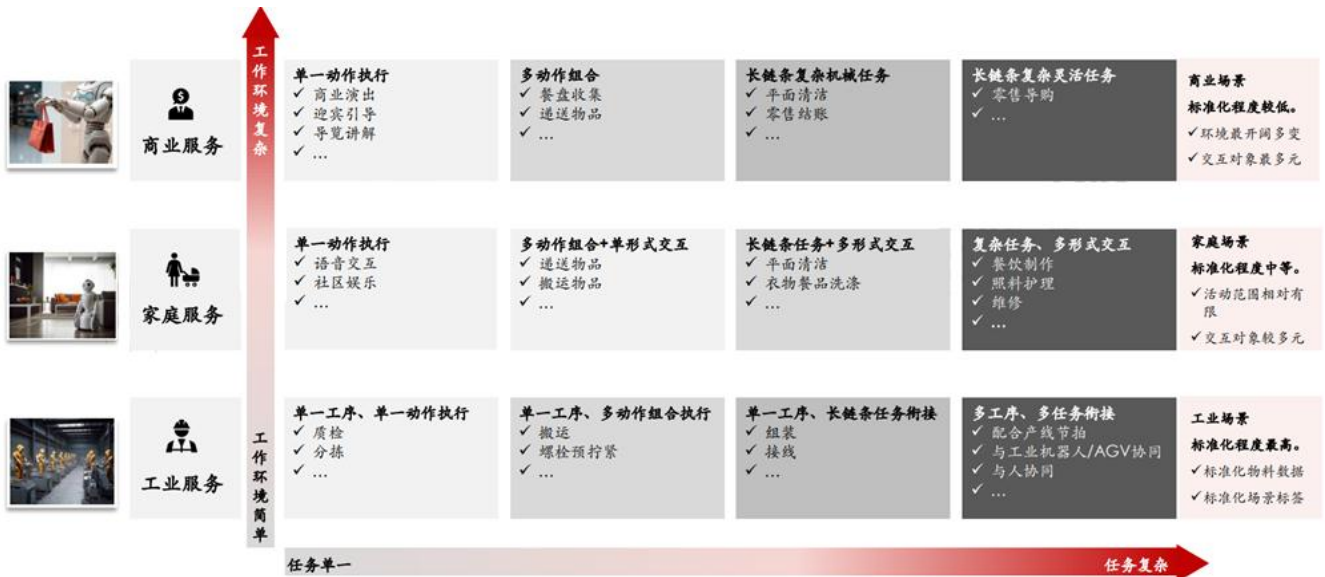 工作环境复杂
商业服务
单一动作执行
✓ 商业演出
✓ 迎宾引导
✓ 导览讲解
✓ …
多动作组合
✓ 餐盘收集
✓ 递送物品
✓ …
长链条复杂机械任务
✓ 平面清洁
✓ 零售结账
✓ …
长链条复杂灵活任务
✓ 零售导购
✓ …
商业场景
标准化程度较低。
✓ 环境最开阔多变
✓ 交互对象最多元
家庭服务
单一动作执行
✓ 语音交互
✓ 社区娱乐
✓ …
多动作组合+单形式交互
✓ 递送物品
✓ 搬运物品
✓ …
长链条任务+多形式交互
✓ 平面清洁
✓ 衣物餐品洗涤
✓ …
复杂任务、多形式交互
✓ 餐饮制作
✓ 照料护理
✓ 维修
✓ …
家庭场景
标准化程度中等。
✓ 活动范围相对有
限
✓ 交互对象较多元
工业服务
单一工序、单一动作执行
✓ 质检
✓ 分拣
✓ …
单一工序、多动作组合执行
✓ 搬运
✓ 螺栓预拧紧
✓ …
单一工序、长链条任务衔接
✓ 组装
✓ 接线
✓ …
多工序、多任务衔接
✓ 配合产线节拍
✓ 与工业机器人/AGV协同
✓ 与人协同
✓ …
工业场景
标准化程度最高。
✓ 标准化物料数据
✓ 标准化场景标签
工作环境简单
任务单一
任务复杂